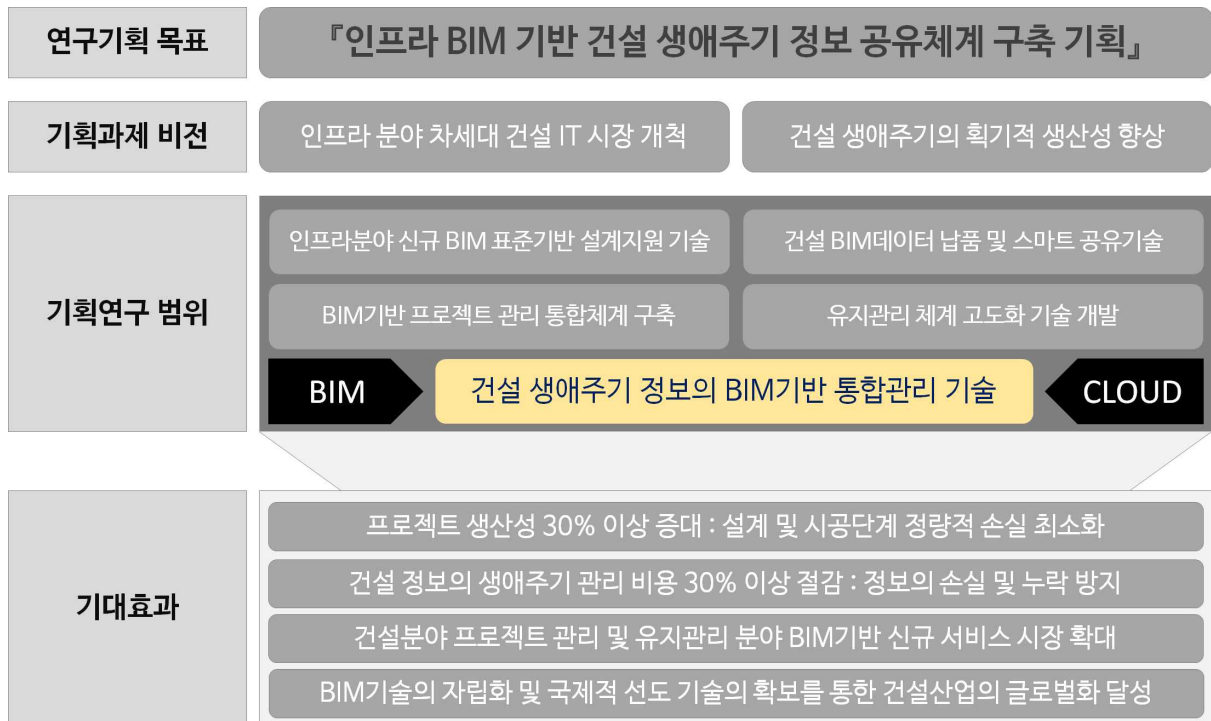 연구기획 목표
『인프라 BIM 기반 건설 생애주기 정보 공유체계 구축 기획』
기획과제 비전
인프라 분야 차세대 건설 IT 시장 개척
건설 생애주기의 획기적 생산성 향상
기획연구 범위
인프라분야 신규 BIM 표준기반 설계지원 기술
건설 BIM데이터 납품 및 스마트 공유기술
BIM기반 프로젝트 관리 통합체계 구축
유지관리 체계 고도화 기술 개발
BIM
건설 생애주기 정보의 BIM기반 통합관리 기술
CLOUD
기대효과
프로젝트 생산성 30% 이상 증대 : 설계 및 시공단계 정량적 손실 최소화
건설 정보의 생애주기 관리 비용 30% 이상 절감 : 정보의 손실 및 누락 방지
건설분야 프로젝트 관리 및 유지관리 분야 BIM기반 신규 서비스 시장 확대
BIM기술의 자립화 및 국제적 선도 기술의 확보를 통한 건설산업의 글로벌화 달성